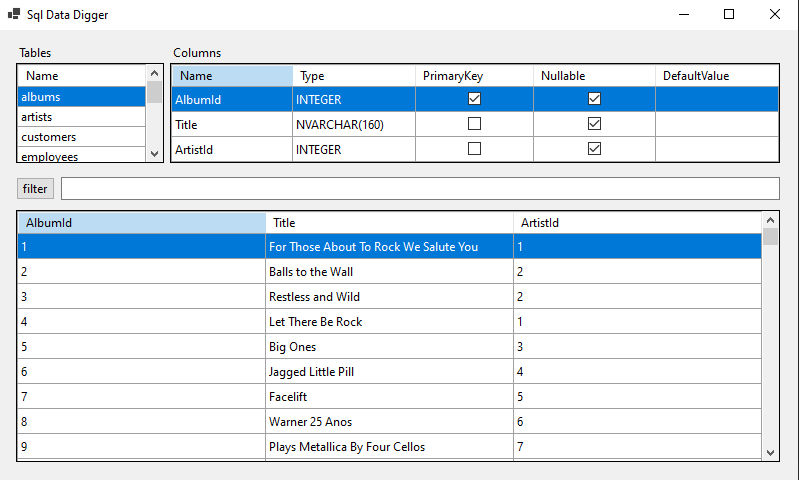 Sql Data Digger
Tables
Columns
Name
albums
artists
customers
employees
Name Type PrimaryKey Nullable DefaultValue
AlbumId INTEGER
Title NVARCHAR(160)
ArtistId INTEGER
filter
AlbumId Title ArtistId
1 For Those About To Rock We Salute You 1
2 Balls to the Wall 2
3 Restless and Wild 2
4 Let There Be Rock 1
5 Big Ones 3
6 Jagged Little Pill 4
7 Facelift 5
8 Warner 25 Anos 6
9 Plays Metallica By Four Cellos 7